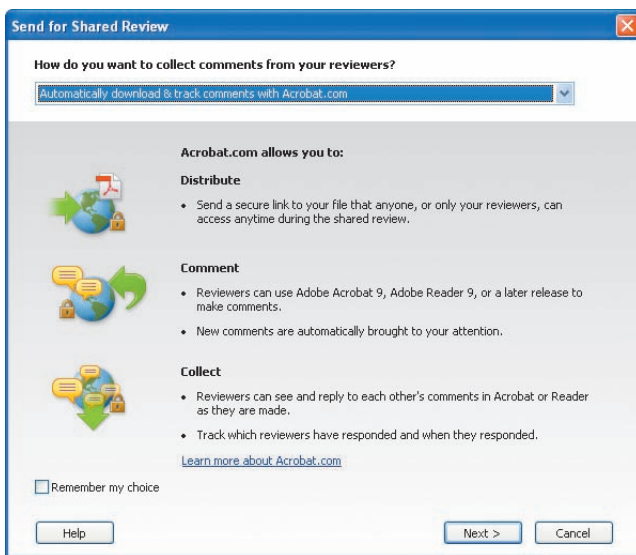 Send for Shared Review
How do you want to collect comments from your reviewers?
Automatically download & track comments with Acrobat.com
Acrobat.com allows you to:
Distribute
• Send a secure link to your file that anyone, or only your reviewers, can
access anytime during the shared review.
Comment
• Reviewers can use Adobe Acrobat 9, Adobe Reader 9, or a later release to
make comments.
• New comments are automatically brought to your attention.
Collect
• Reviewers can see and reply to each other's comments in Acrobat or Reader
as they are made.
• Track which reviewers have responded and when they responded.
Learn more about Acrobat.com
Remember my choice
Help
Next >
Cancel